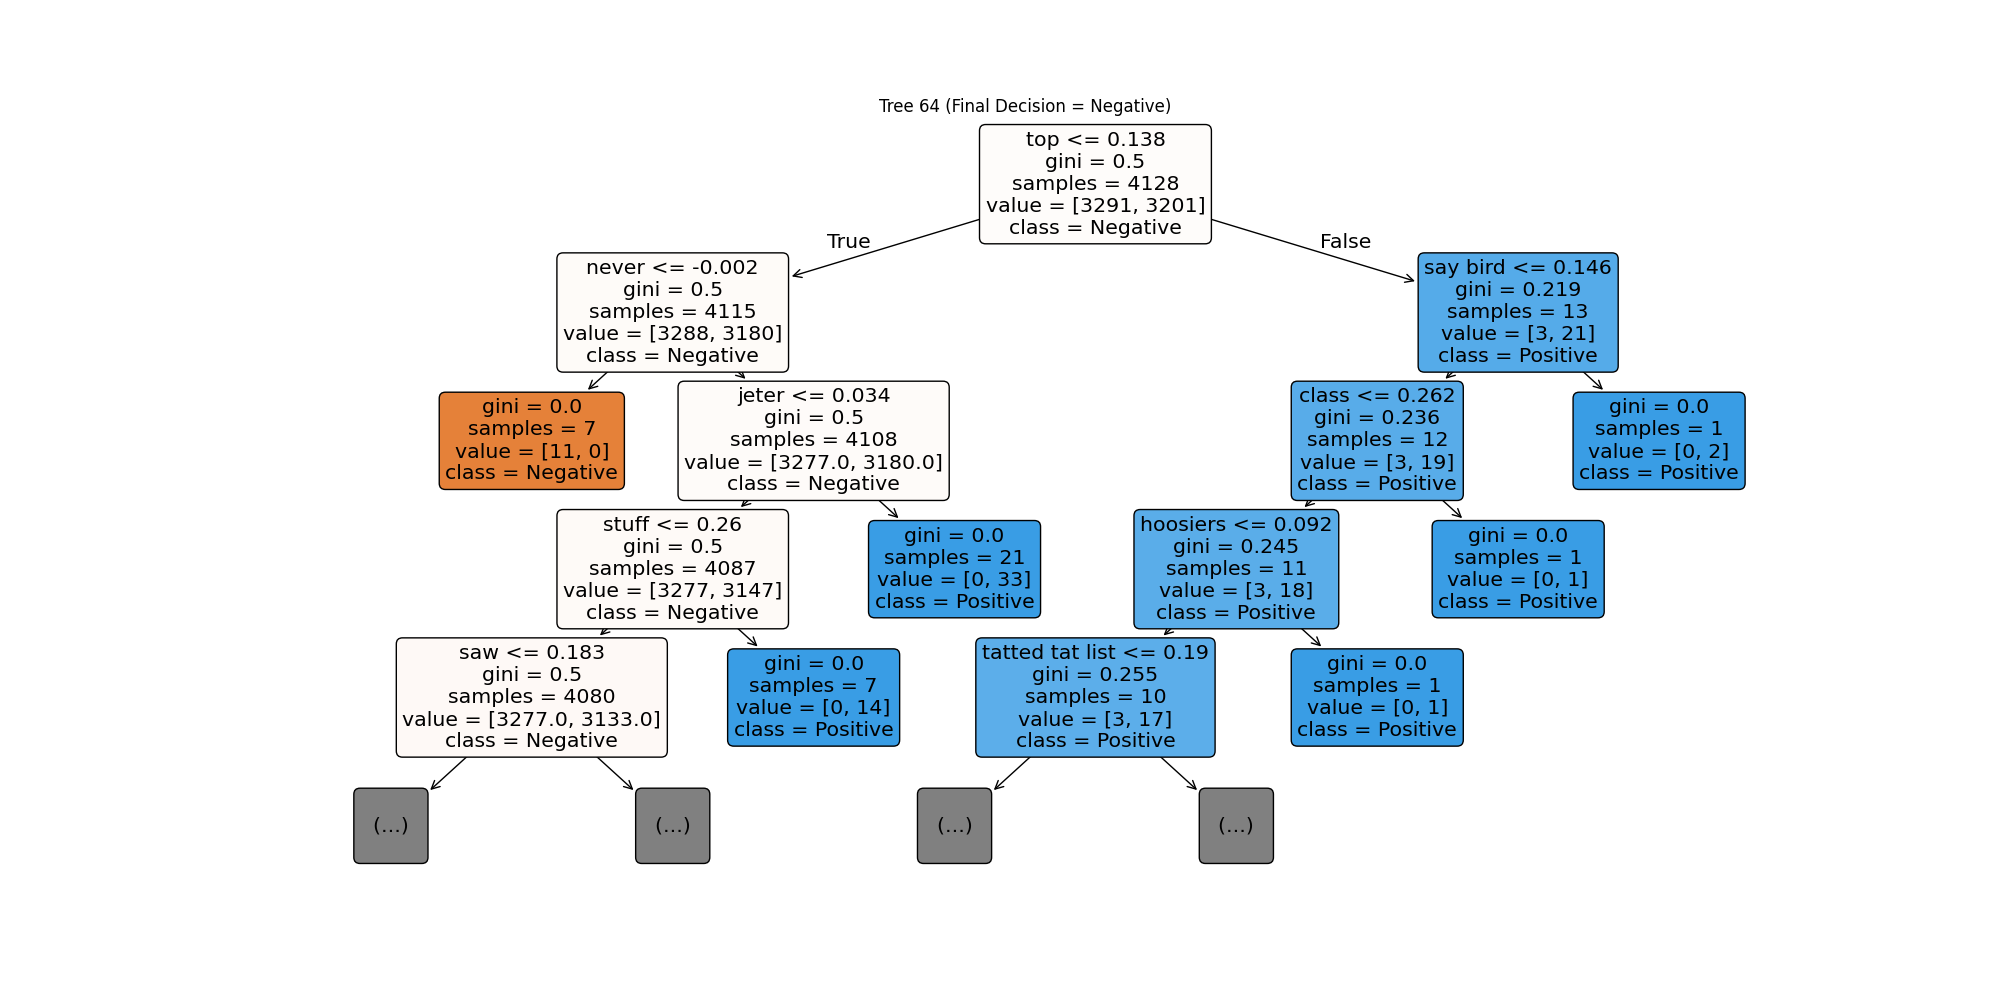 Tree 64 (Final Decision = Negative)
top <= 0.138
gini = 0.5
samples = 4128
value = [3291, 3201]
class = Negative
True
False
never <= -0.002
gini = 0.5
samples = 4115
value = [3288, 3180]
class = Negative
say bird <= 0.146
gini = 0.219
samples = 13
value = [3, 21]
class = Positive
gini = 0.0
samples = 7
value = [11, 0]
class = Negative
jeter <= 0.034
gini = 0.5
samples = 4108
value = [3277.0, 3180.0]
class = Negative
class <= 0.262
gini = 0.236
samples = 12
value = [3, 19]
class = Positive
gini = 0.0
samples = 1
value = [0, 2]
class = Positive
stuff <= 0.26
gini = 0.5
samples = 4087
value = [3277, 3147]
class = Negative
gini = 0.0
samples = 21
value = [0, 33]
class = Positive
hoosiers <= 0.092
gini = 0.245
samples = 11
value = [3, 18]
class = Positive
gini = 0.0
samples = 1
value = [0, 1]
class = Positive
saw <= 0.183
gini = 0.5
samples = 4080
value = [3277.0, 3133.0]
class = Negative
gini = 0.0
samples = 7
value = [0, 14]
class = Positive
tatted tat list <= 0.19
gini = 0.255
samples = 10
value = [3, 17]
class = Positive
gini = 0.0
samples = 1
value = [0, 1]
class = Positive
(...)
(...)
(...)
(...)